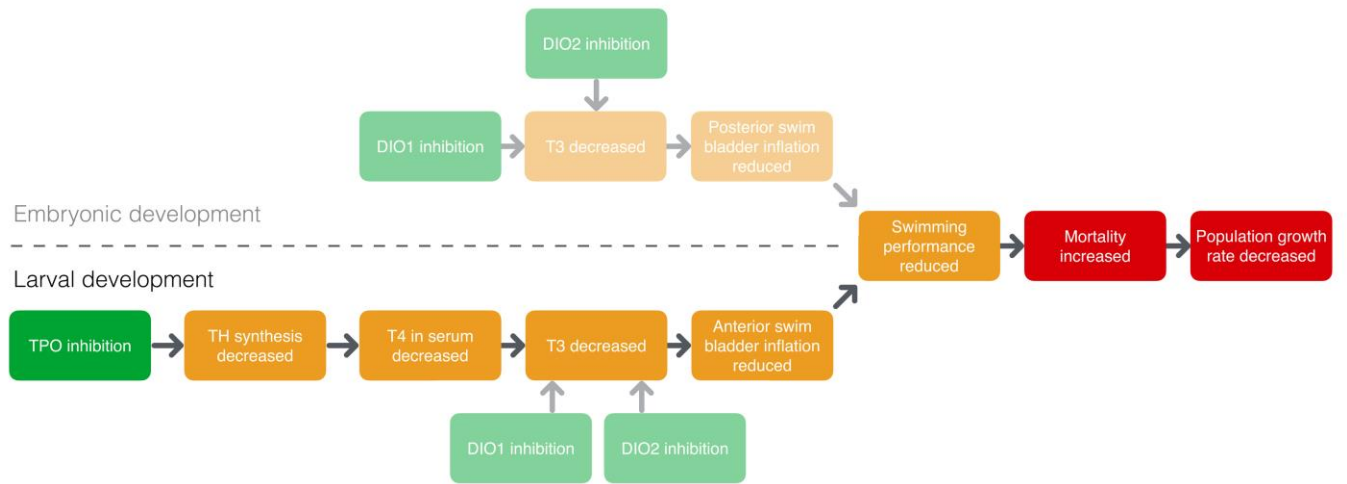 DIO2 inhibition
DIO1 inhibition
T3 decreased
Posterior swim
bladder inflation
reduced
Embryonic development
Swimming
performance
reduced
Mortality
increased
Population growth
rate decreased
Larval development
TPO inhibition
TH synthesis
decreased
T4 in serum
decreased
T3 decreased
Anterior swim
bladder inflation
reduced
DIO1 inhibition
DIO2 inhibition